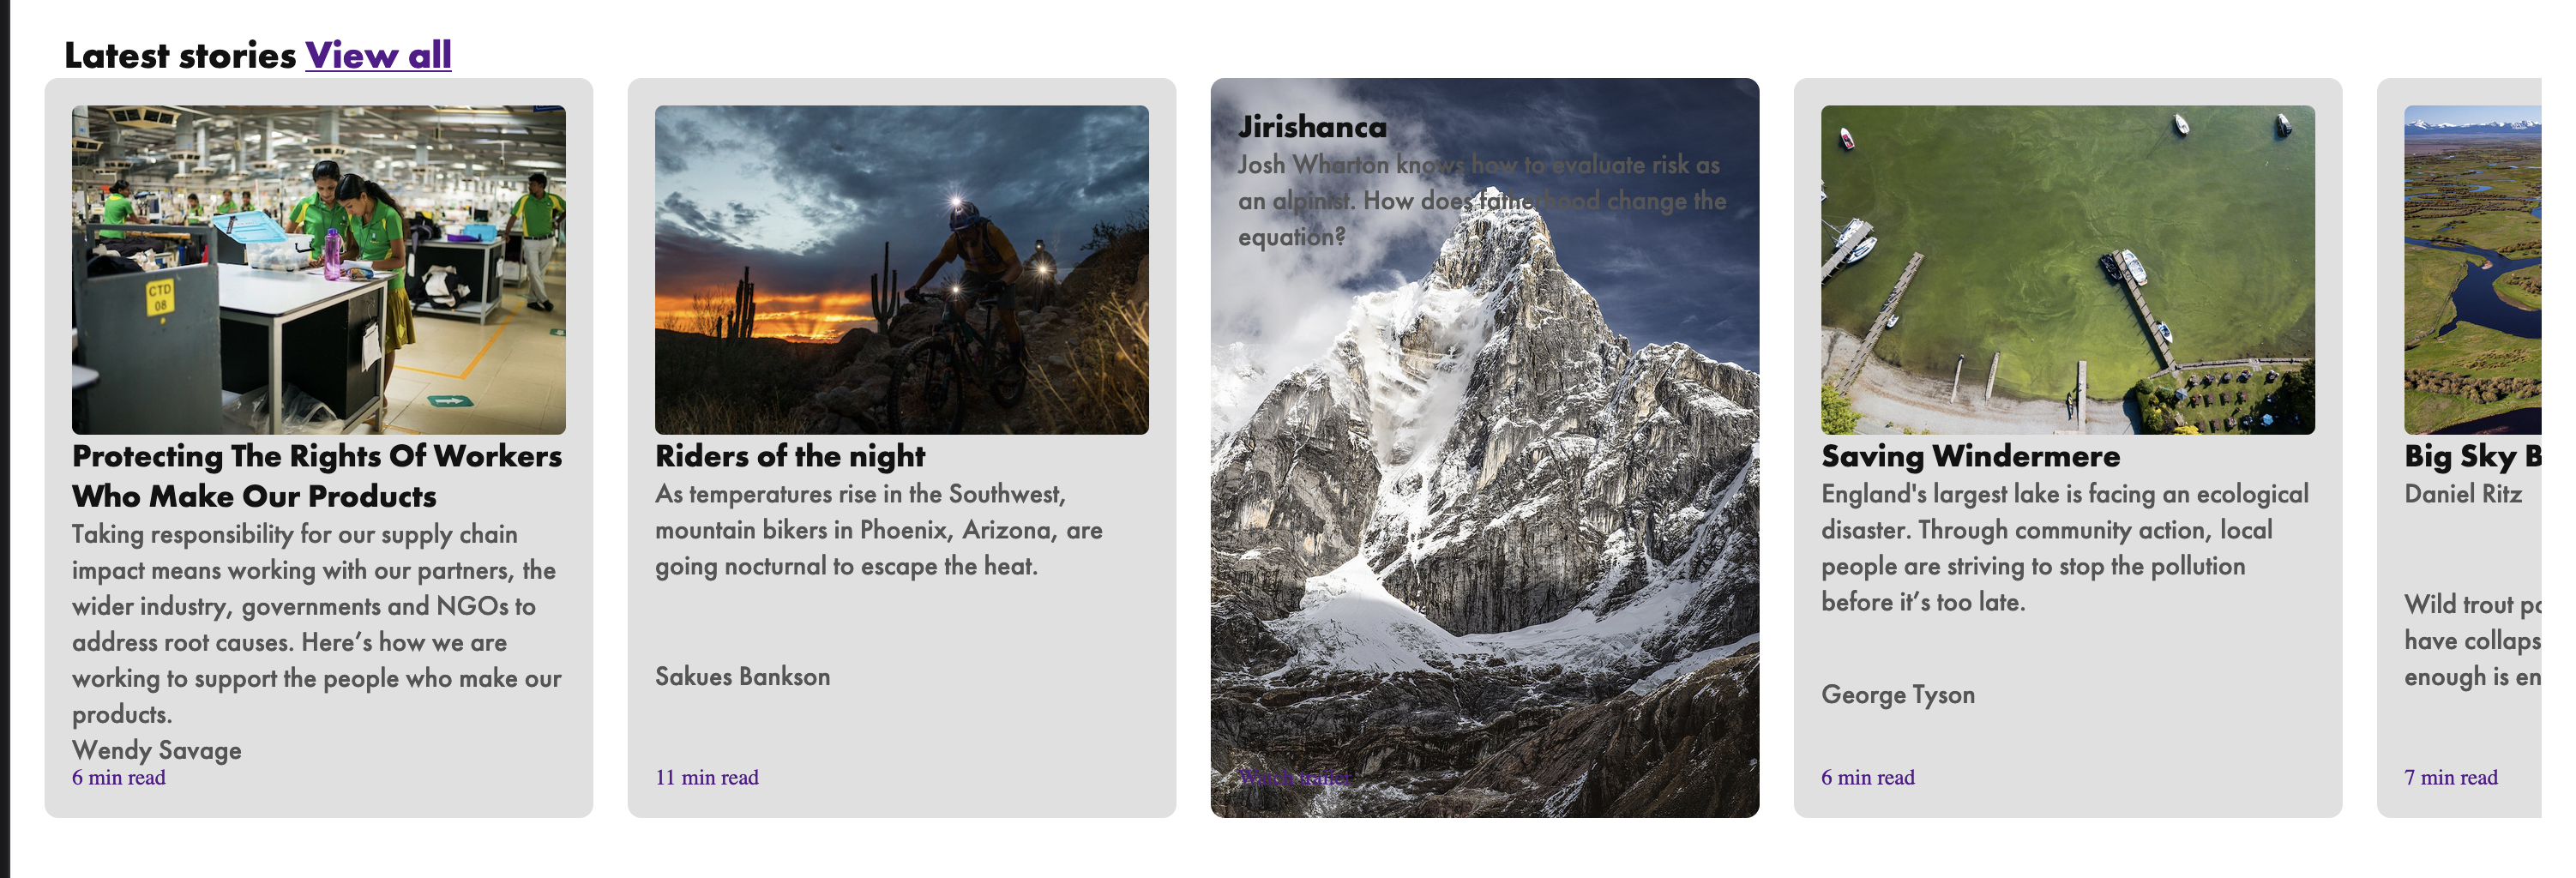 Latest stories View all
CTD
08
Protecting The Rights Of Workers
Who Make Our Products
Taking responsibility for our supply chain
impact means working with our partners, the
wider industry, governments and NGOs to
address root causes. Here’s how we are
working to support the people who make our
products.
Wendy Savage
6 min read
Riders of the night
As temperatures rise in the Southwest,
mountain bikers in Phoenix, Arizona, are
going nocturnal to escape the heat.
Sakues Bankson
11 min read
Jirishanca
Josh Wharton knows how to evaluate risk as
an alpinist. How does fatherhood change the
equation?
Watch trailer
Saving Windermere
England's largest lake is facing an ecological
disaster. Through community action, local
people are striving to stop the pollution
before it’s too late.
George Tyson
6 min read
Big Sky B
Daniel Ritz
Wild trout po
have collaps
enough is en
7 min read